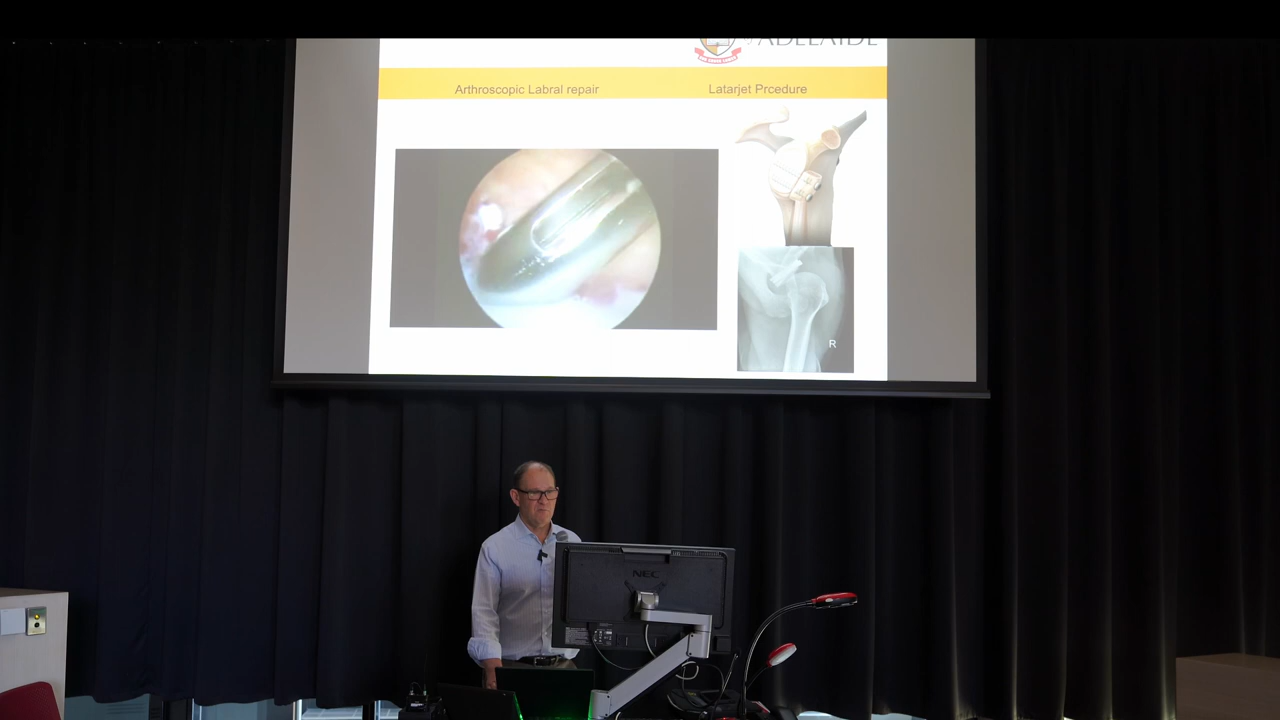 ADELAIDE
Arthroscopic Labral repair
Latarjet Prcedure
R
NEC